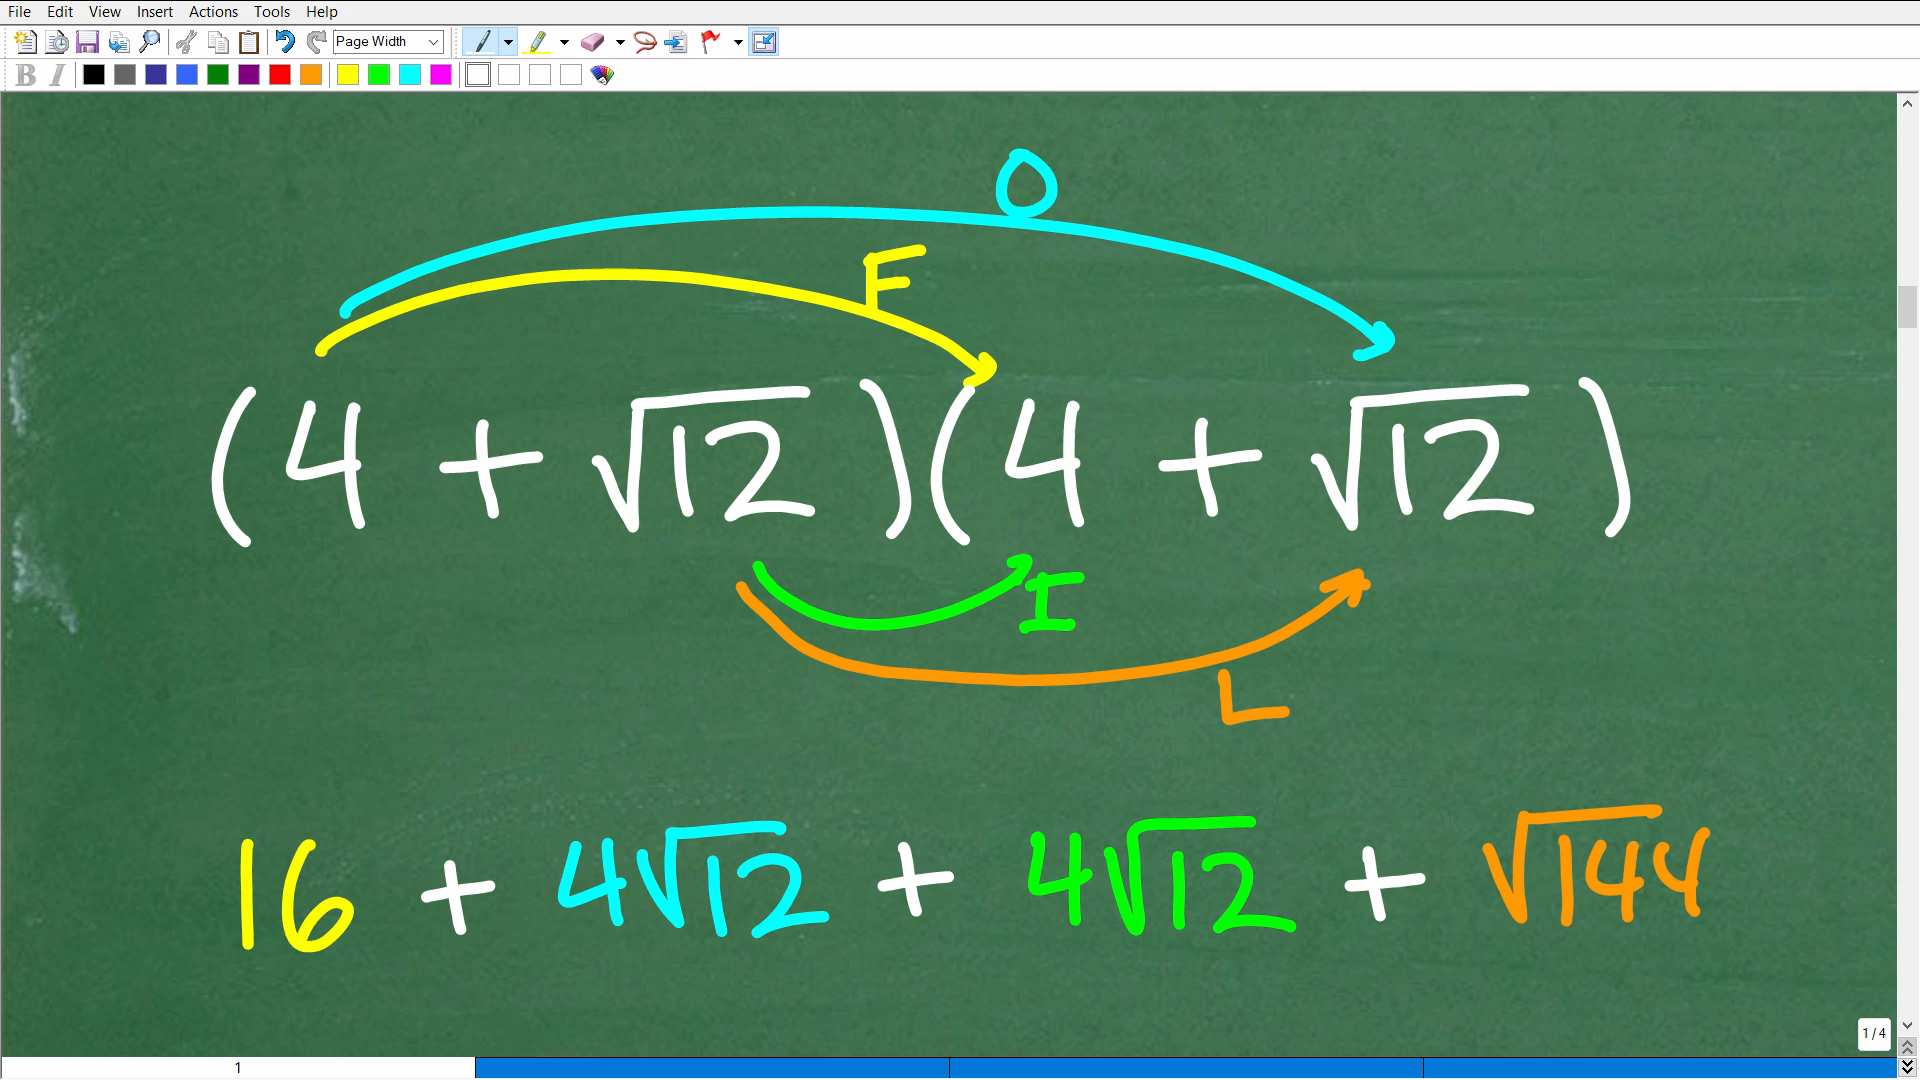 File Edit View Insert Actions Tools Help
Page Width
B I
O
F
(4 + √12)(4 + √12)
I
L
16 + 4√12 + 4√12 + √144
1 / 4
1